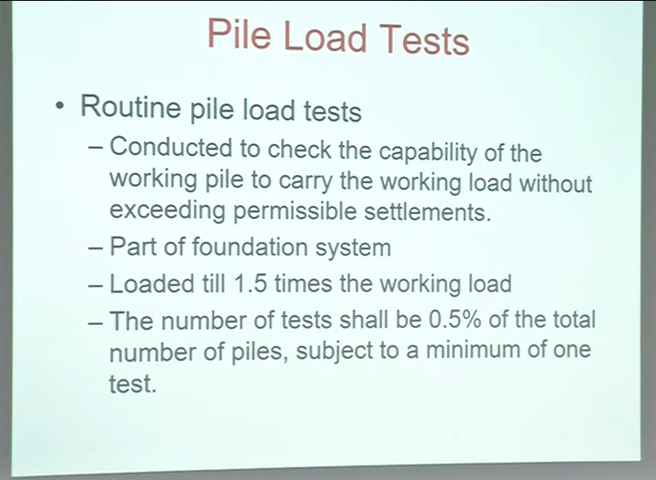 Pile Load Tests
• Routine pile load tests
– Conducted to check the capability of the
working pile to carry the working load without
exceeding permissible settlements.
– Part of foundation system
– Loaded till 1.5 times the working load
– The number of tests shall be 0.5% of the total
number of piles, subject to a minimum of one
test.